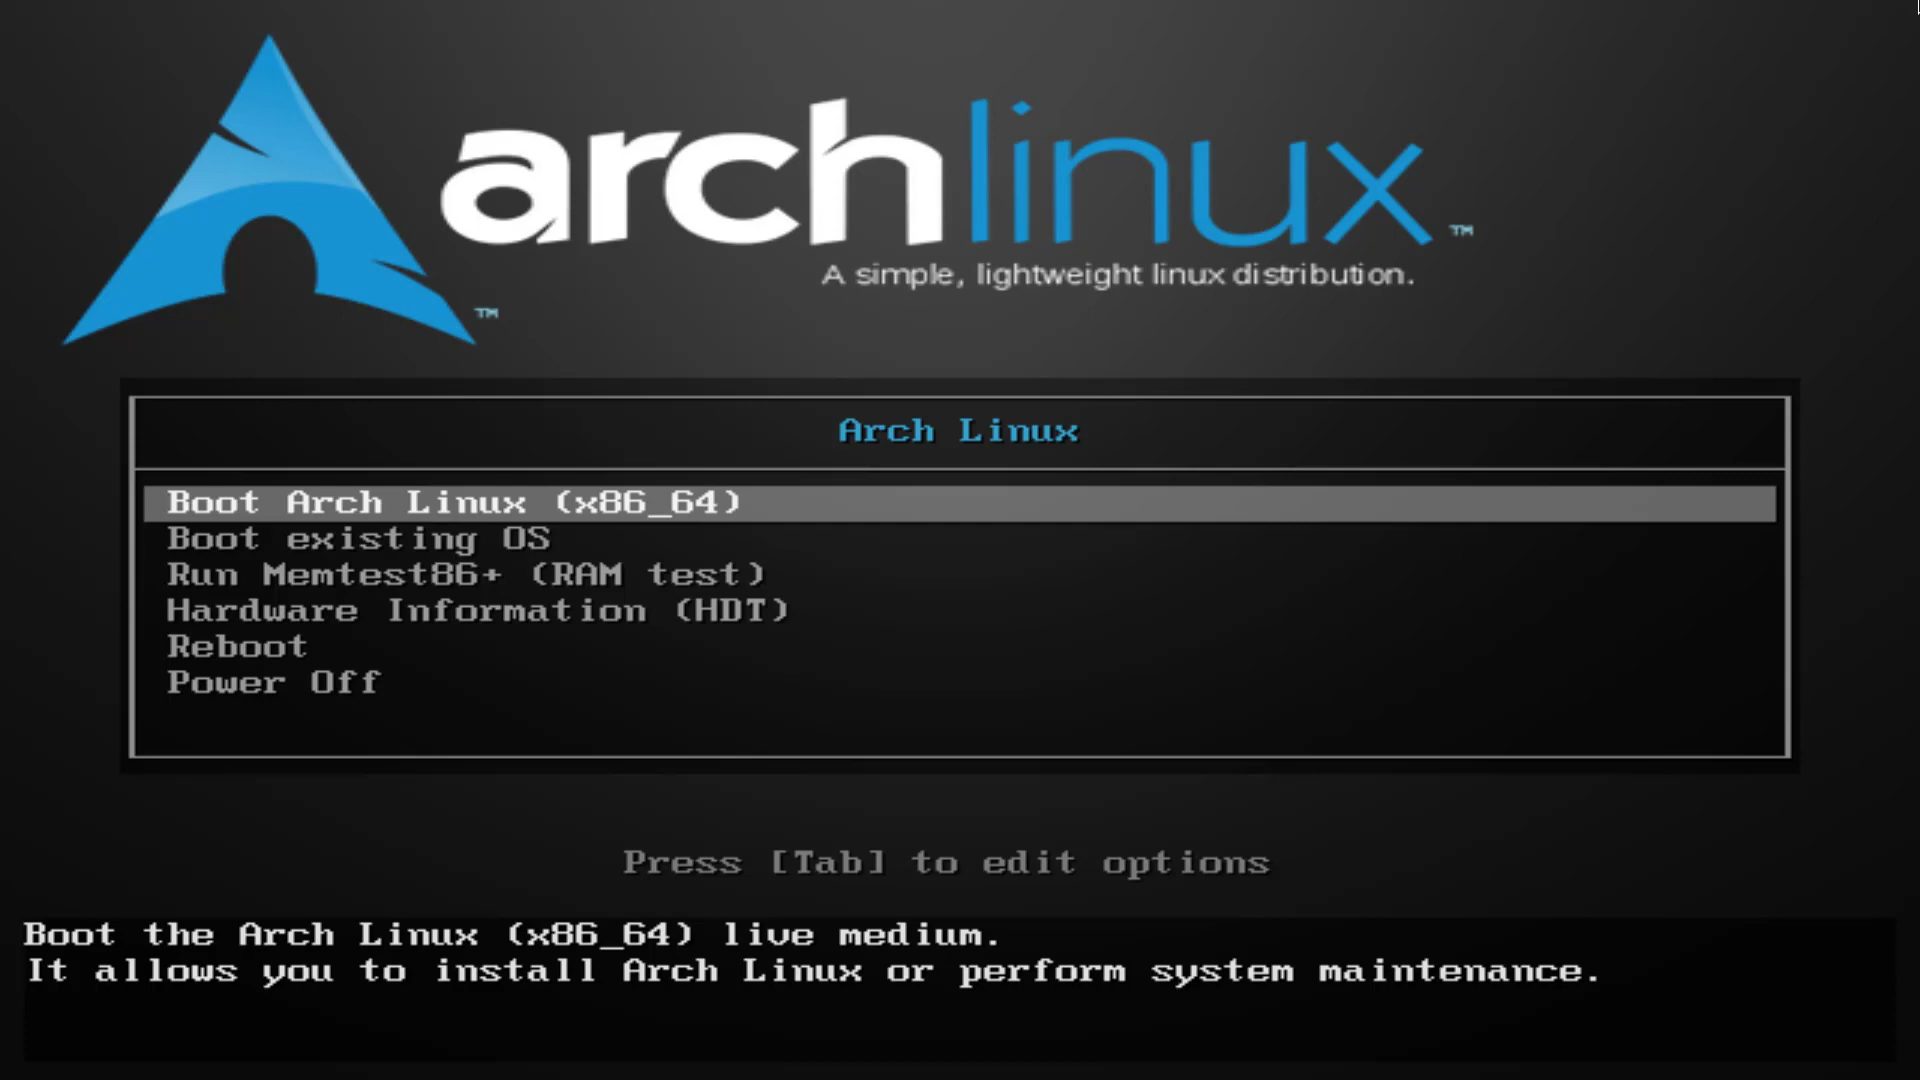 archlinux™
A simple, lightweight linux distribution.
™
Arch Linux
Boot Arch Linux (x86_64)
Boot existing OS
Run Memtest86+ (RAM test)
Hardware Information (HDT)
Reboot
Power Off
Press [Tab] to edit options
Boot the Arch Linux (x86_64) live medium.
It allows you to install Arch Linux or perform system maintenance.